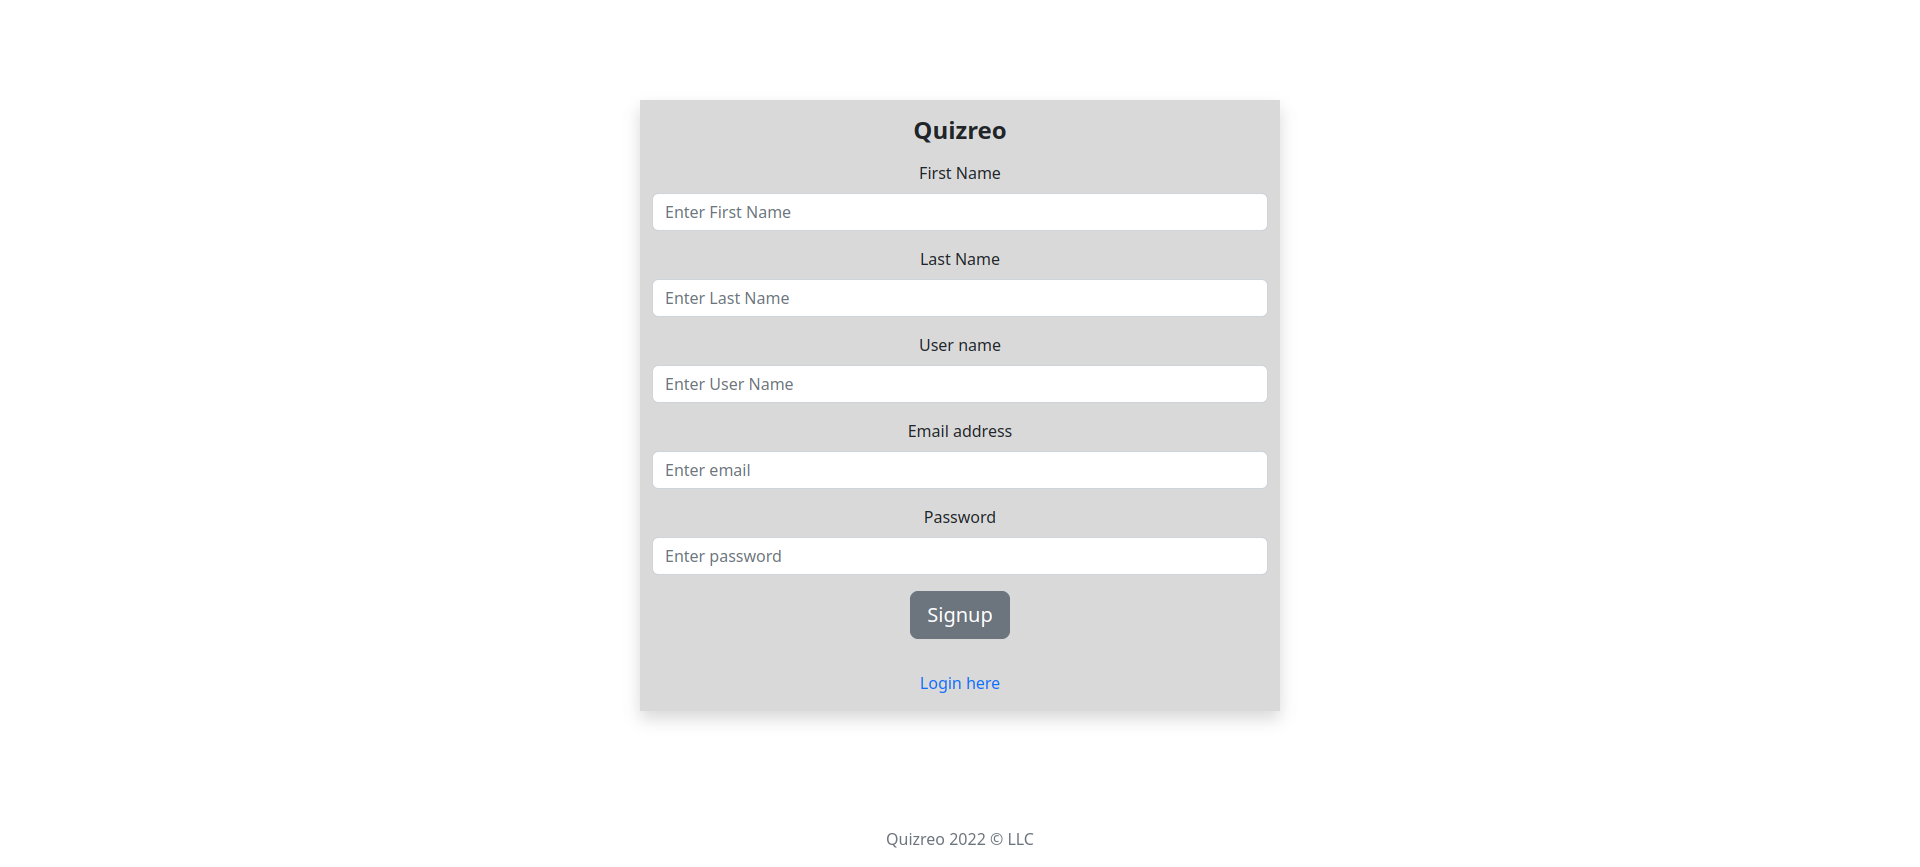 Quizreo
First Name
Enter First Name
Last Name
Enter Last Name
User name
Enter User Name
Email address
Enter email
Password
Enter password
Signup
Login here
Quizreo 2022 © LLC